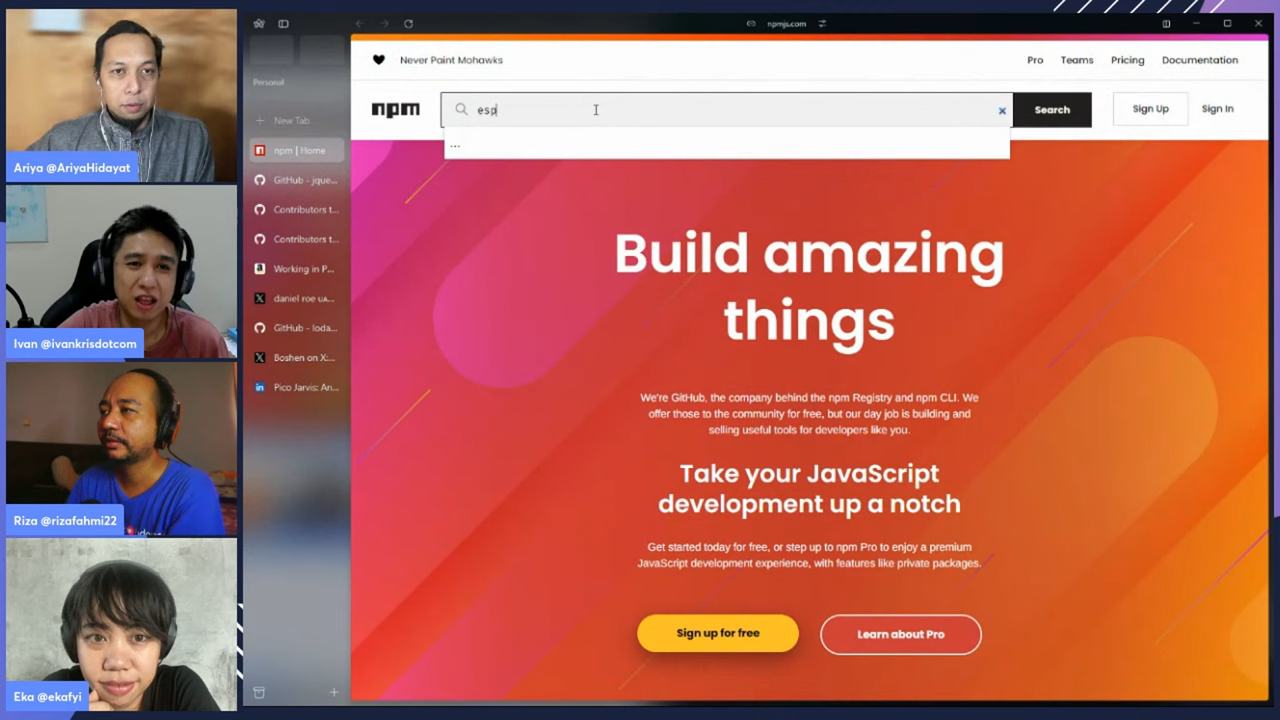 Ariya @AriyaHidayat
Ivan @ivankrisdotcom
Riza @rizafahmi22
Eka @ekafyi
Personal
New Tab
npm | Home
GitHub - jque...
Contributors t...
Contributors t...
Working in P...
daniel roe ua...
GitHub - loda...
Boshen on X:...
Pico Jarvis: An...
npmjs.com
Never Paint Mohawks
Pro
Teams
Pricing
Documentation
npm
esp
Search
Sign Up
Sign In
...
Build amazing
things
We're GitHub, the company behind the npm Registry and npm CLI. We
offer those to the community for free, but our day job is building and
selling useful tools for developers like you.
Take your JavaScript
development up a notch
Get started today for free, or step up to npm Pro to enjoy a premium
JavaScript development experience, with features like private packages.
Sign up for free
Learn about Pro